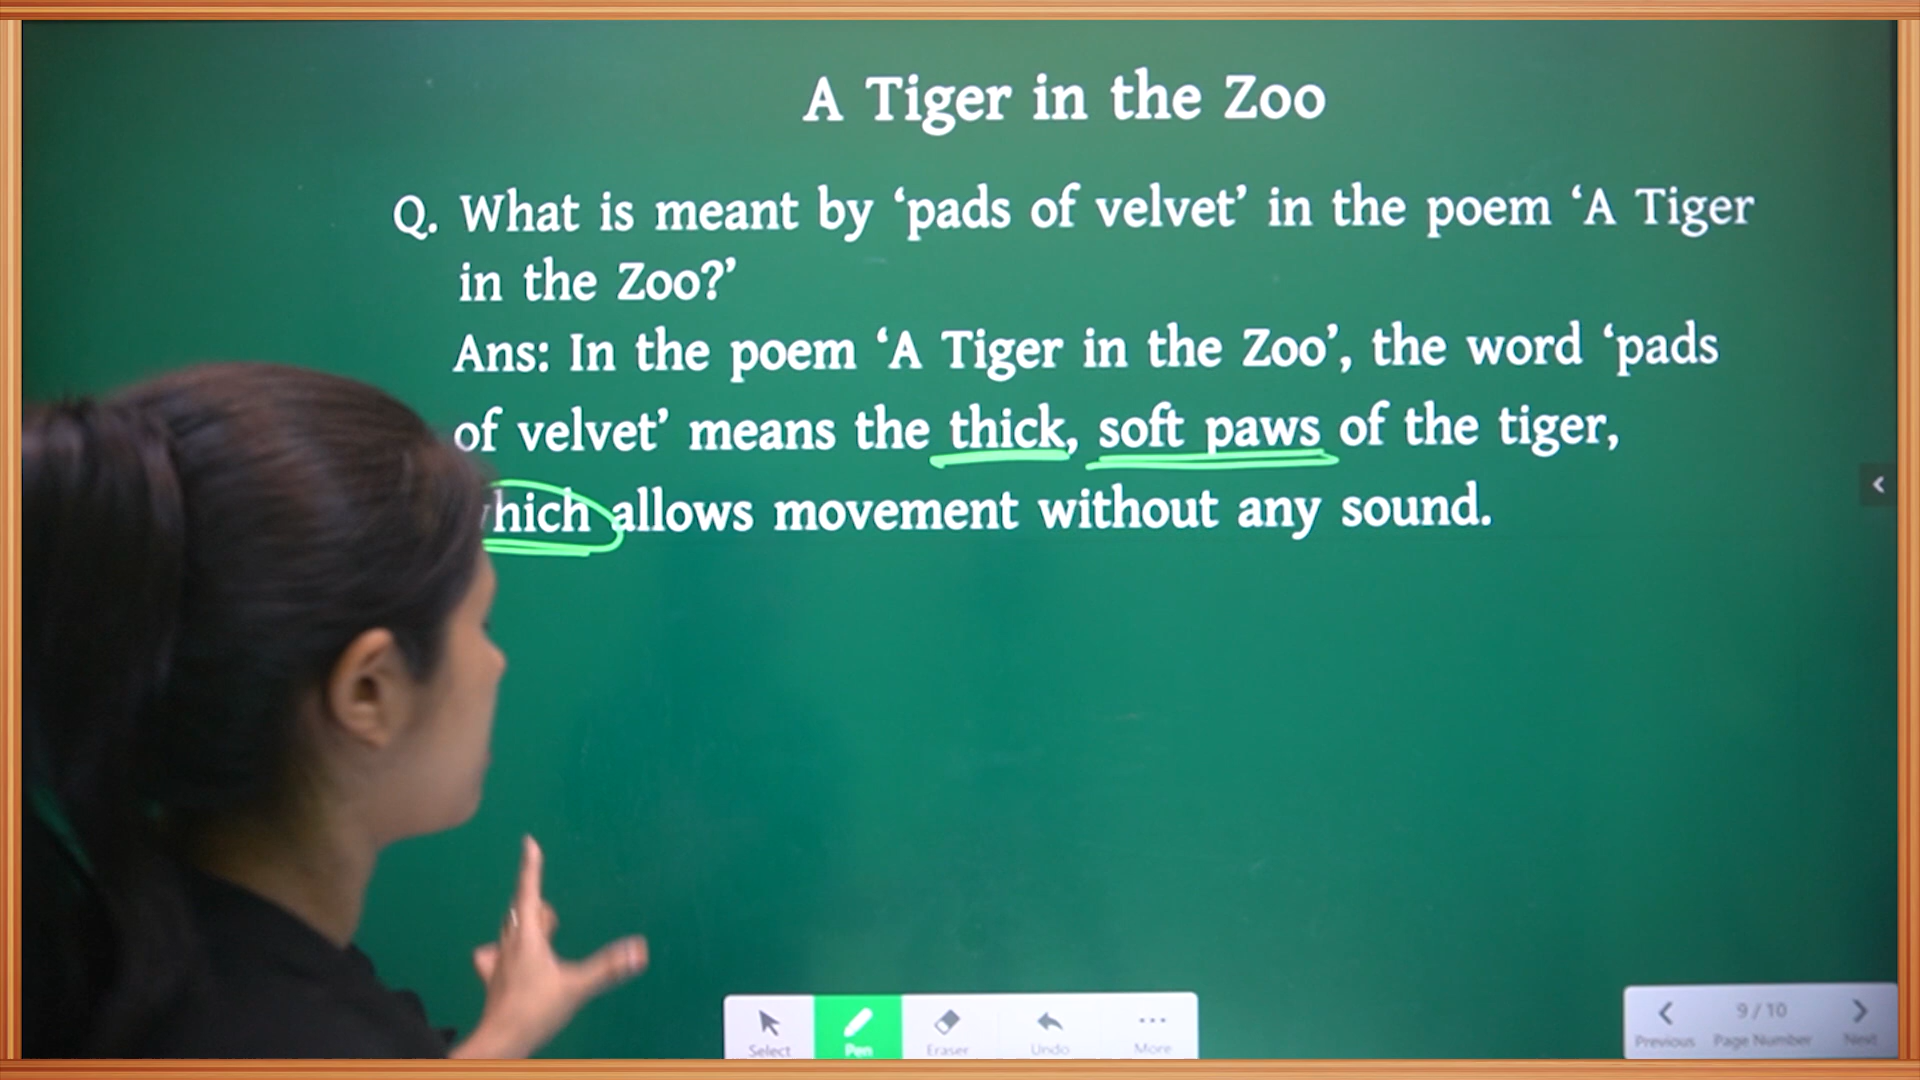 A Tiger in the Zoo
Q. What is meant by ‘pads of velvet’ in the poem ‘A Tiger
in the Zoo?’
Ans: In the poem ‘A Tiger in the Zoo’, the word ‘pads
of velvet’ means the thick, soft paws of the tiger,
allows movement without any sound.
Select Pen Eraser Undo More
9/10
Previous Page Number Next